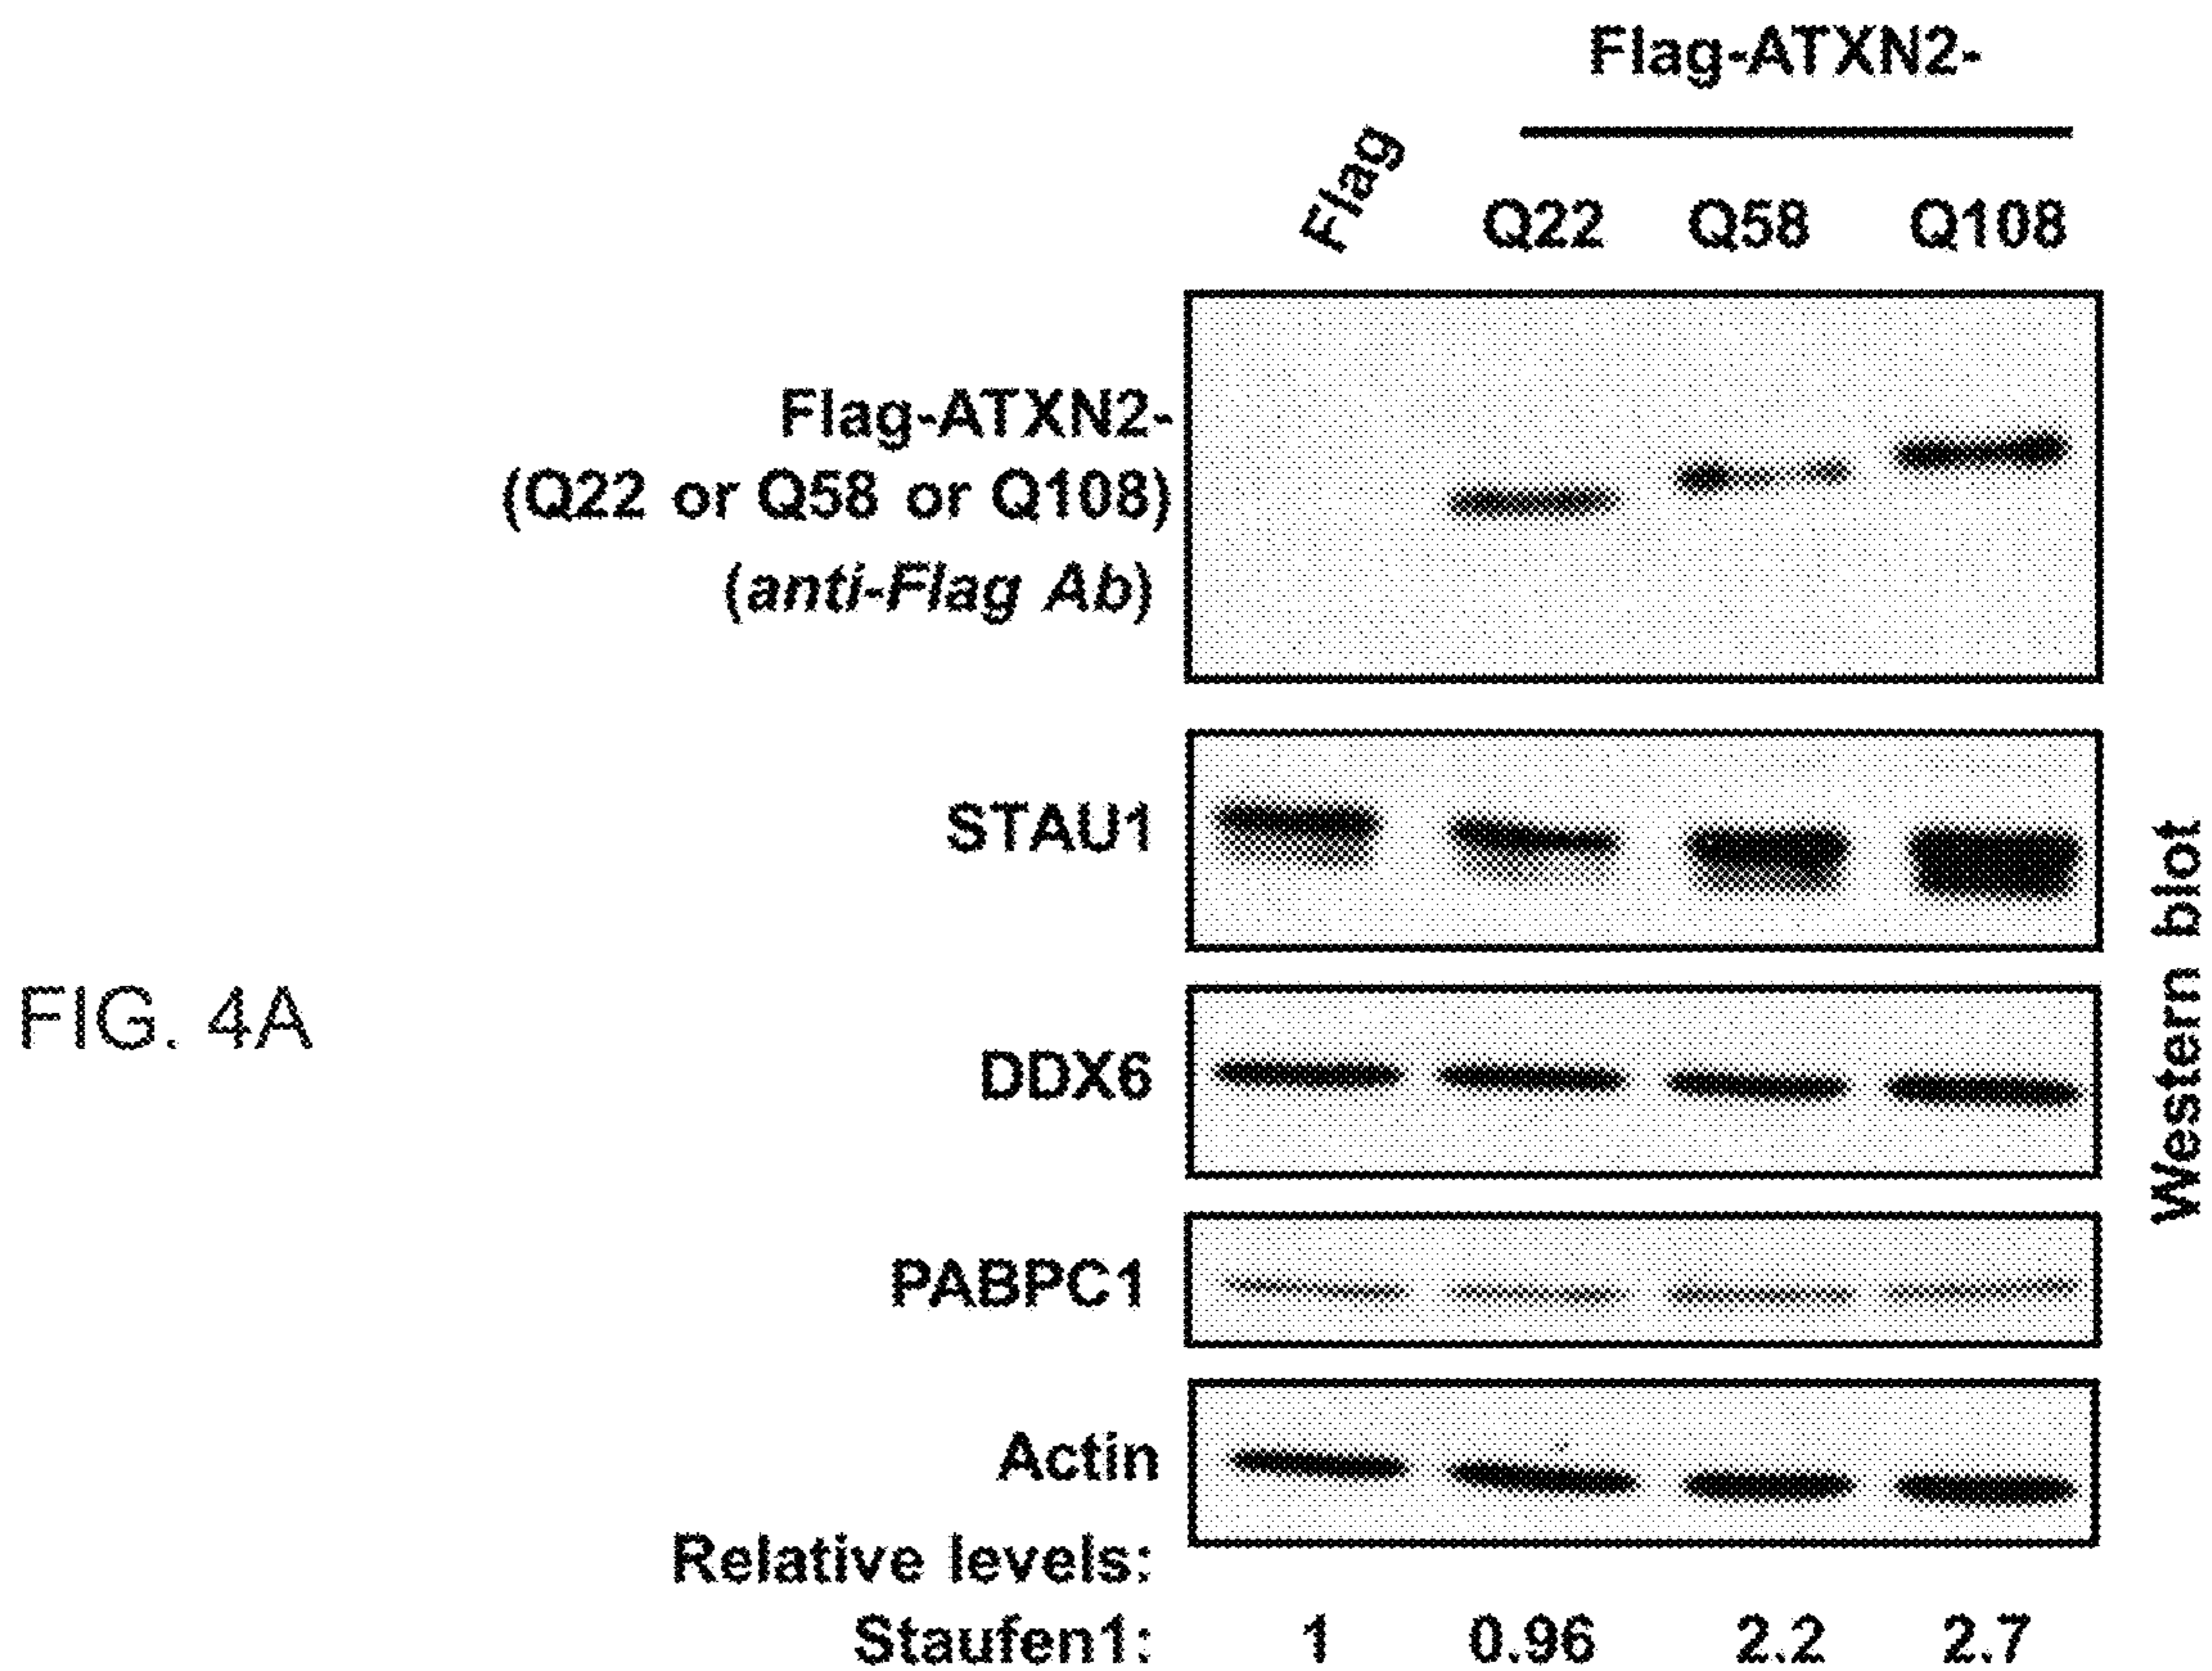 Flag-ATXN2-
Flag
Q22 Q58 Q108
Flag-ATXN2-
(Q22 or Q58 or Q108)
(anti-Flag Ab)
STAU1
DDX6
PABPC1
Actin
Western blot
FIG. 4A
Relative levels:
Staufen1: 1 0.96 2.2 2.7